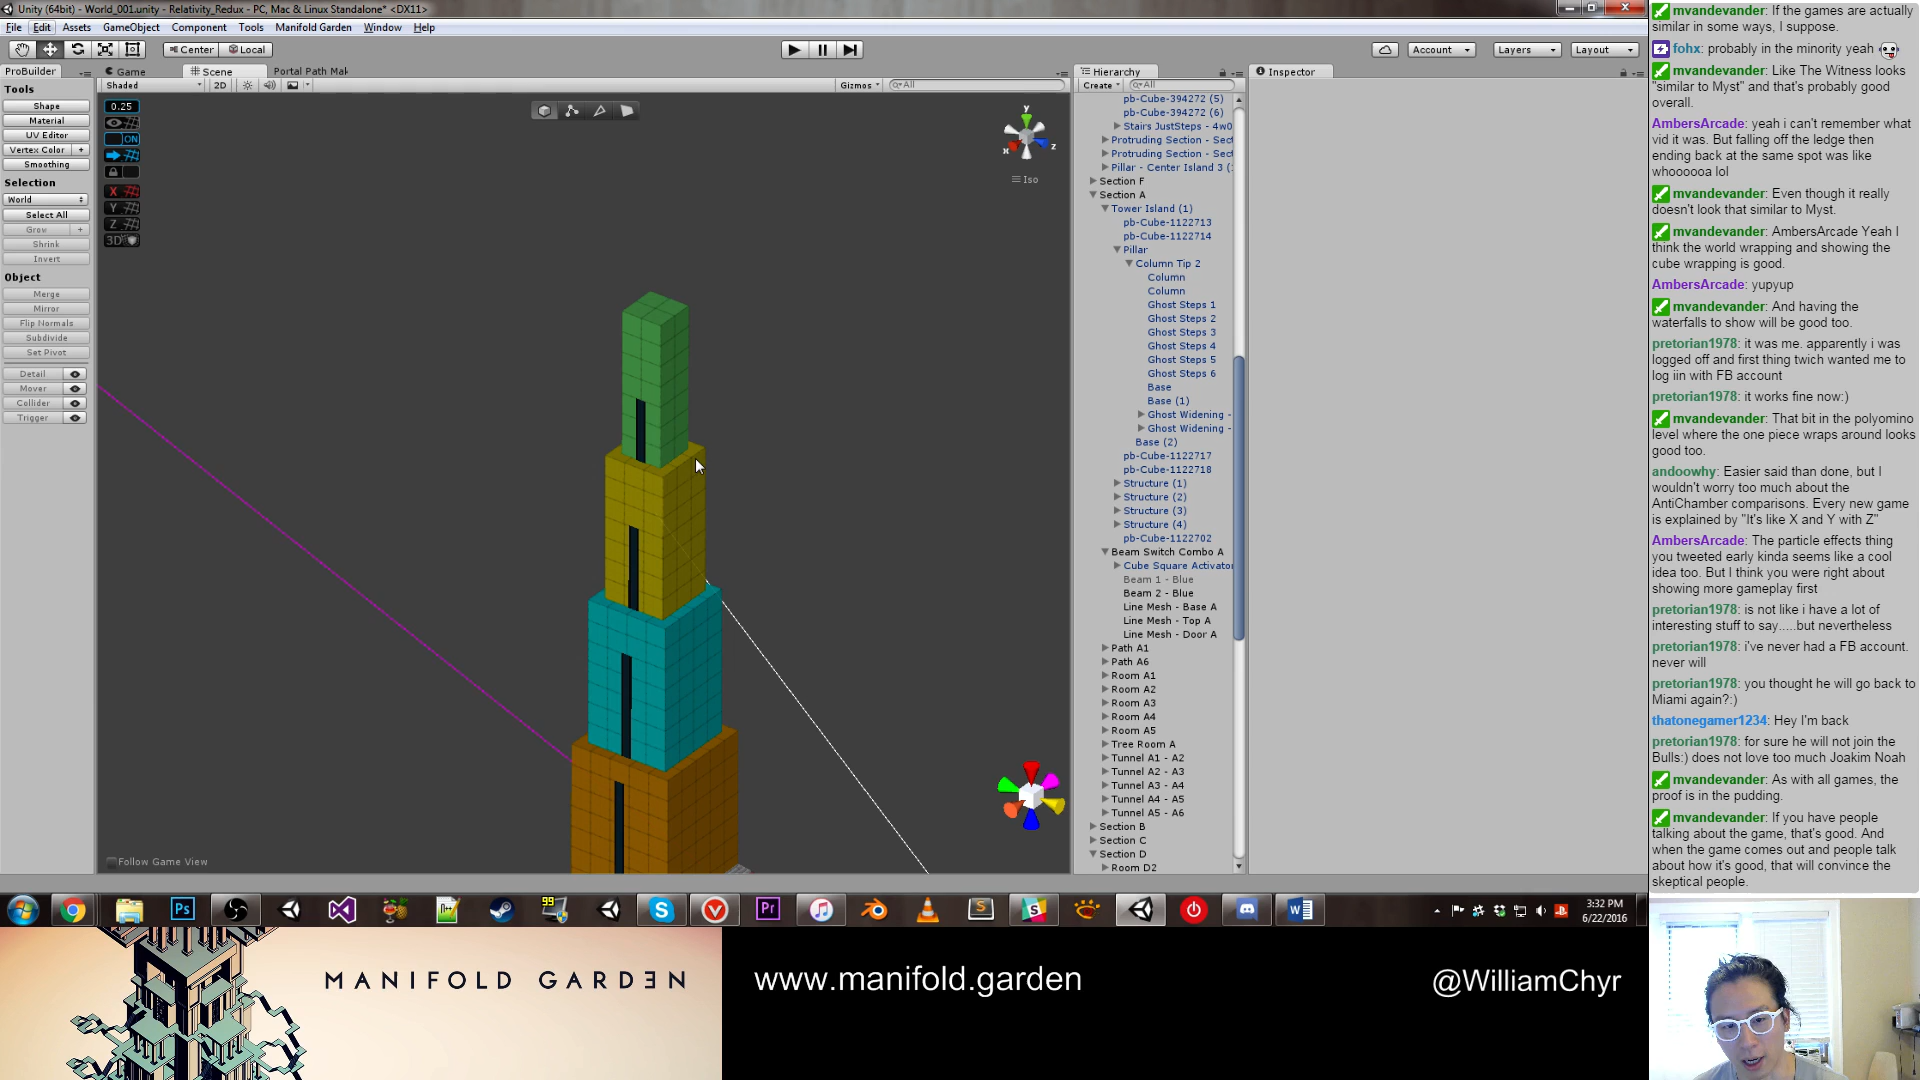 Unity (64bit) - World_001.unity - Relativity_Redux - PC, Mac & Linux Standalone* <DX11>
File Edit Assets GameObject Component Tools Manifold Garden Window Help
Center Local
Account Layers Layout
ProBuilder
Tools
Shape
Material
UV Editor
Vertex Color +
Smoothing
Selection
World
Select All
Grow +
Shrink
Invert
Object
Merge
Mirror
Flip Normals
Subdivide
Set Pivot
Detail
Mover
Collider
Trigger
Game Scene Portal Path Mak
Shaded 2D Gizmos All
0.25
ON
X
Y
Z
3D
y
x z
Iso
Follow Game View
Hierarchy
Create All
pb-Cube-394272 (5)
pb-Cube-394272 (6)
Stairs JustSteps - 4w0
Protruding Section - Sect
Protruding Section - Sect
Pillar - Center Island 3 (
Section F
Section A
Tower Island (1)
pb-Cube-1122713
pb-Cube-1122714
Pillar
Column Tip 2
Column
Column
Ghost Steps 1
Ghost Steps 2
Ghost Steps 3
Ghost Steps 4
Ghost Steps 5
Ghost Steps 6
Base
Base (1)
Ghost Widening -
Ghost Widening -
Base (2)
pb-Cube-1122717
pb-Cube-1122718
Structure (1)
Structure (2)
Structure (3)
Structure (4)
pb-Cube-1122702
Beam Switch Combo A
Cube Square Activator
Beam 1 - Blue
Beam 2 - Blue
Line Mesh - Base A
Line Mesh - Top A
Line Mesh - Door A
Path A1
Path A6
Room A1
Room A2
Room A3
Room A4
Room A5
Tree Room A
Tunnel A1 - A2
Tunnel A2 - A3
Tunnel A3 - A4
Tunnel A4 - A5
Tunnel A5 - A6
Section B
Section C
Section D
Room D2
Inspector
mvandevander: If the games are actually
similar in some ways, I suppose.
fohx: probably in the minority yeah
mvandevander: Like The Witness looks
"similar to Myst" and that's probably good
overall.
AmbersArcade: yeah i can't remember what
vid it was. But falling off the ledge then
ending back at the same spot was like
whoooooa lol
mvandevander: Even though it really
doesn't look that similar to Myst.
mvandevander: AmbersArcade Yeah I
think the world wrapping and showing the
cube wrapping is good.
AmbersArcade: yupyup
mvandevander: And having the
waterfalls to show will be good too.
pretorian1978: it was me. apparently i was
logged off and first thing twich wanted me to
log iin with FB account
pretorian1978: it works fine now:)
mvandevander: That bit in the polyomino
level where the one piece wraps around looks
good too.
andoowhy: Easier said than done, but I
wouldn't worry too much about the
AntiChamber comparisons. Every new game
is explained by "It's like X and Y with Z"
AmbersArcade: The particle effects thing
you tweeted early kinda seems like a cool
idea too. But I think you were right about
showing more gameplay first
pretorian1978: is not like i have a lot of
interesting stuff to say.....but nevertheless
pretorian1978: i've never had a FB account.
never will
pretorian1978: you thought he will go back to
Miami again?:)
thatonegamer1234: Hey I'm back
pretorian1978: for sure he will not join the
Bulls:) does not love too much Joakim Noah
mvandevander: As with all games, the
proof is in the pudding.
mvandevander: If you have people
talking about the game, that's good. And
when the game comes out and people talk
about how it's good, that will convince the
skeptical people.
Ps
99
S
V
Pr
S
W
3:32 PM
6/22/2016
MANIFOLD GARDEN
www.manifold.garden
@WilliamChyr